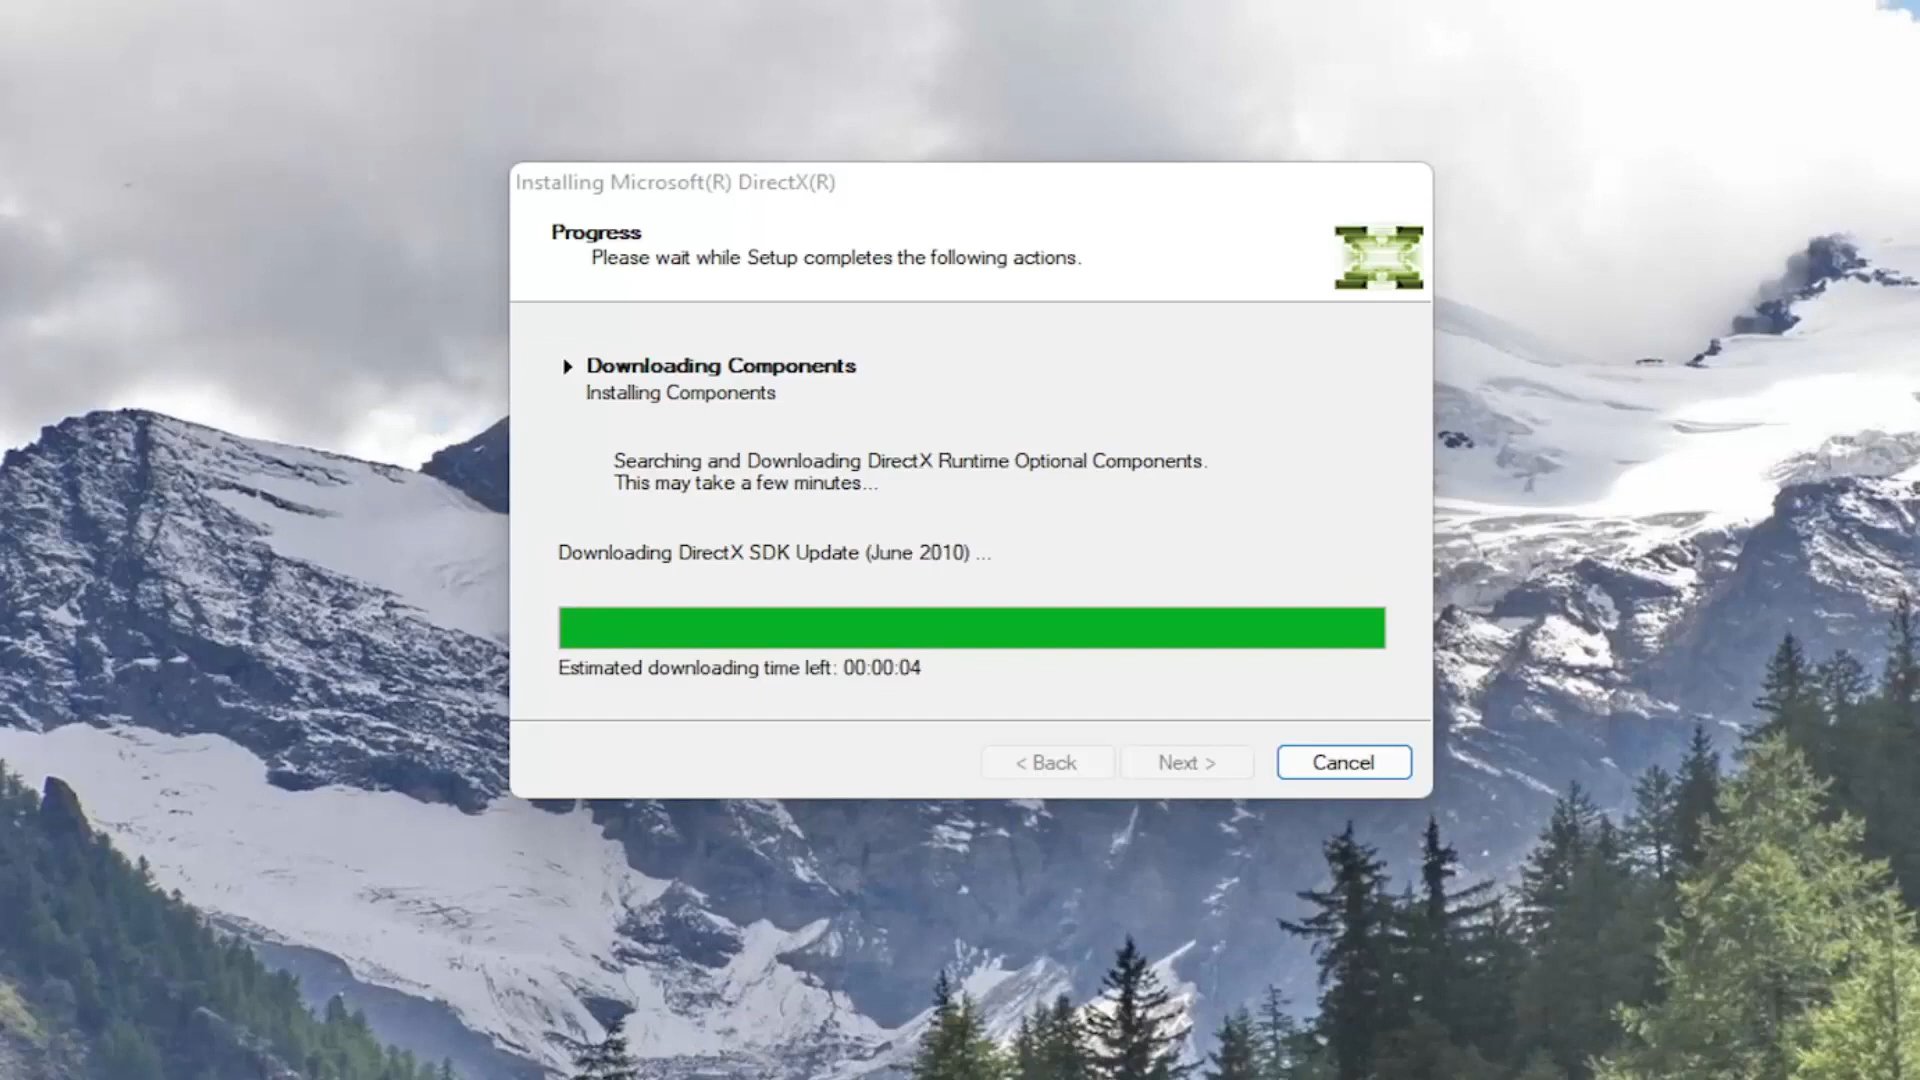 Installing Microsoft(R) DirectX(R)
Progress
Please wait while Setup completes the following actions.
Downloading Components
Installing Components
Searching and Downloading DirectX Runtime Optional Components.
This may take a few minutes...
Downloading DirectX SDK Update (June 2010) ...
Estimated downloading time left: 00:00:04
< Back
Next >
Cancel